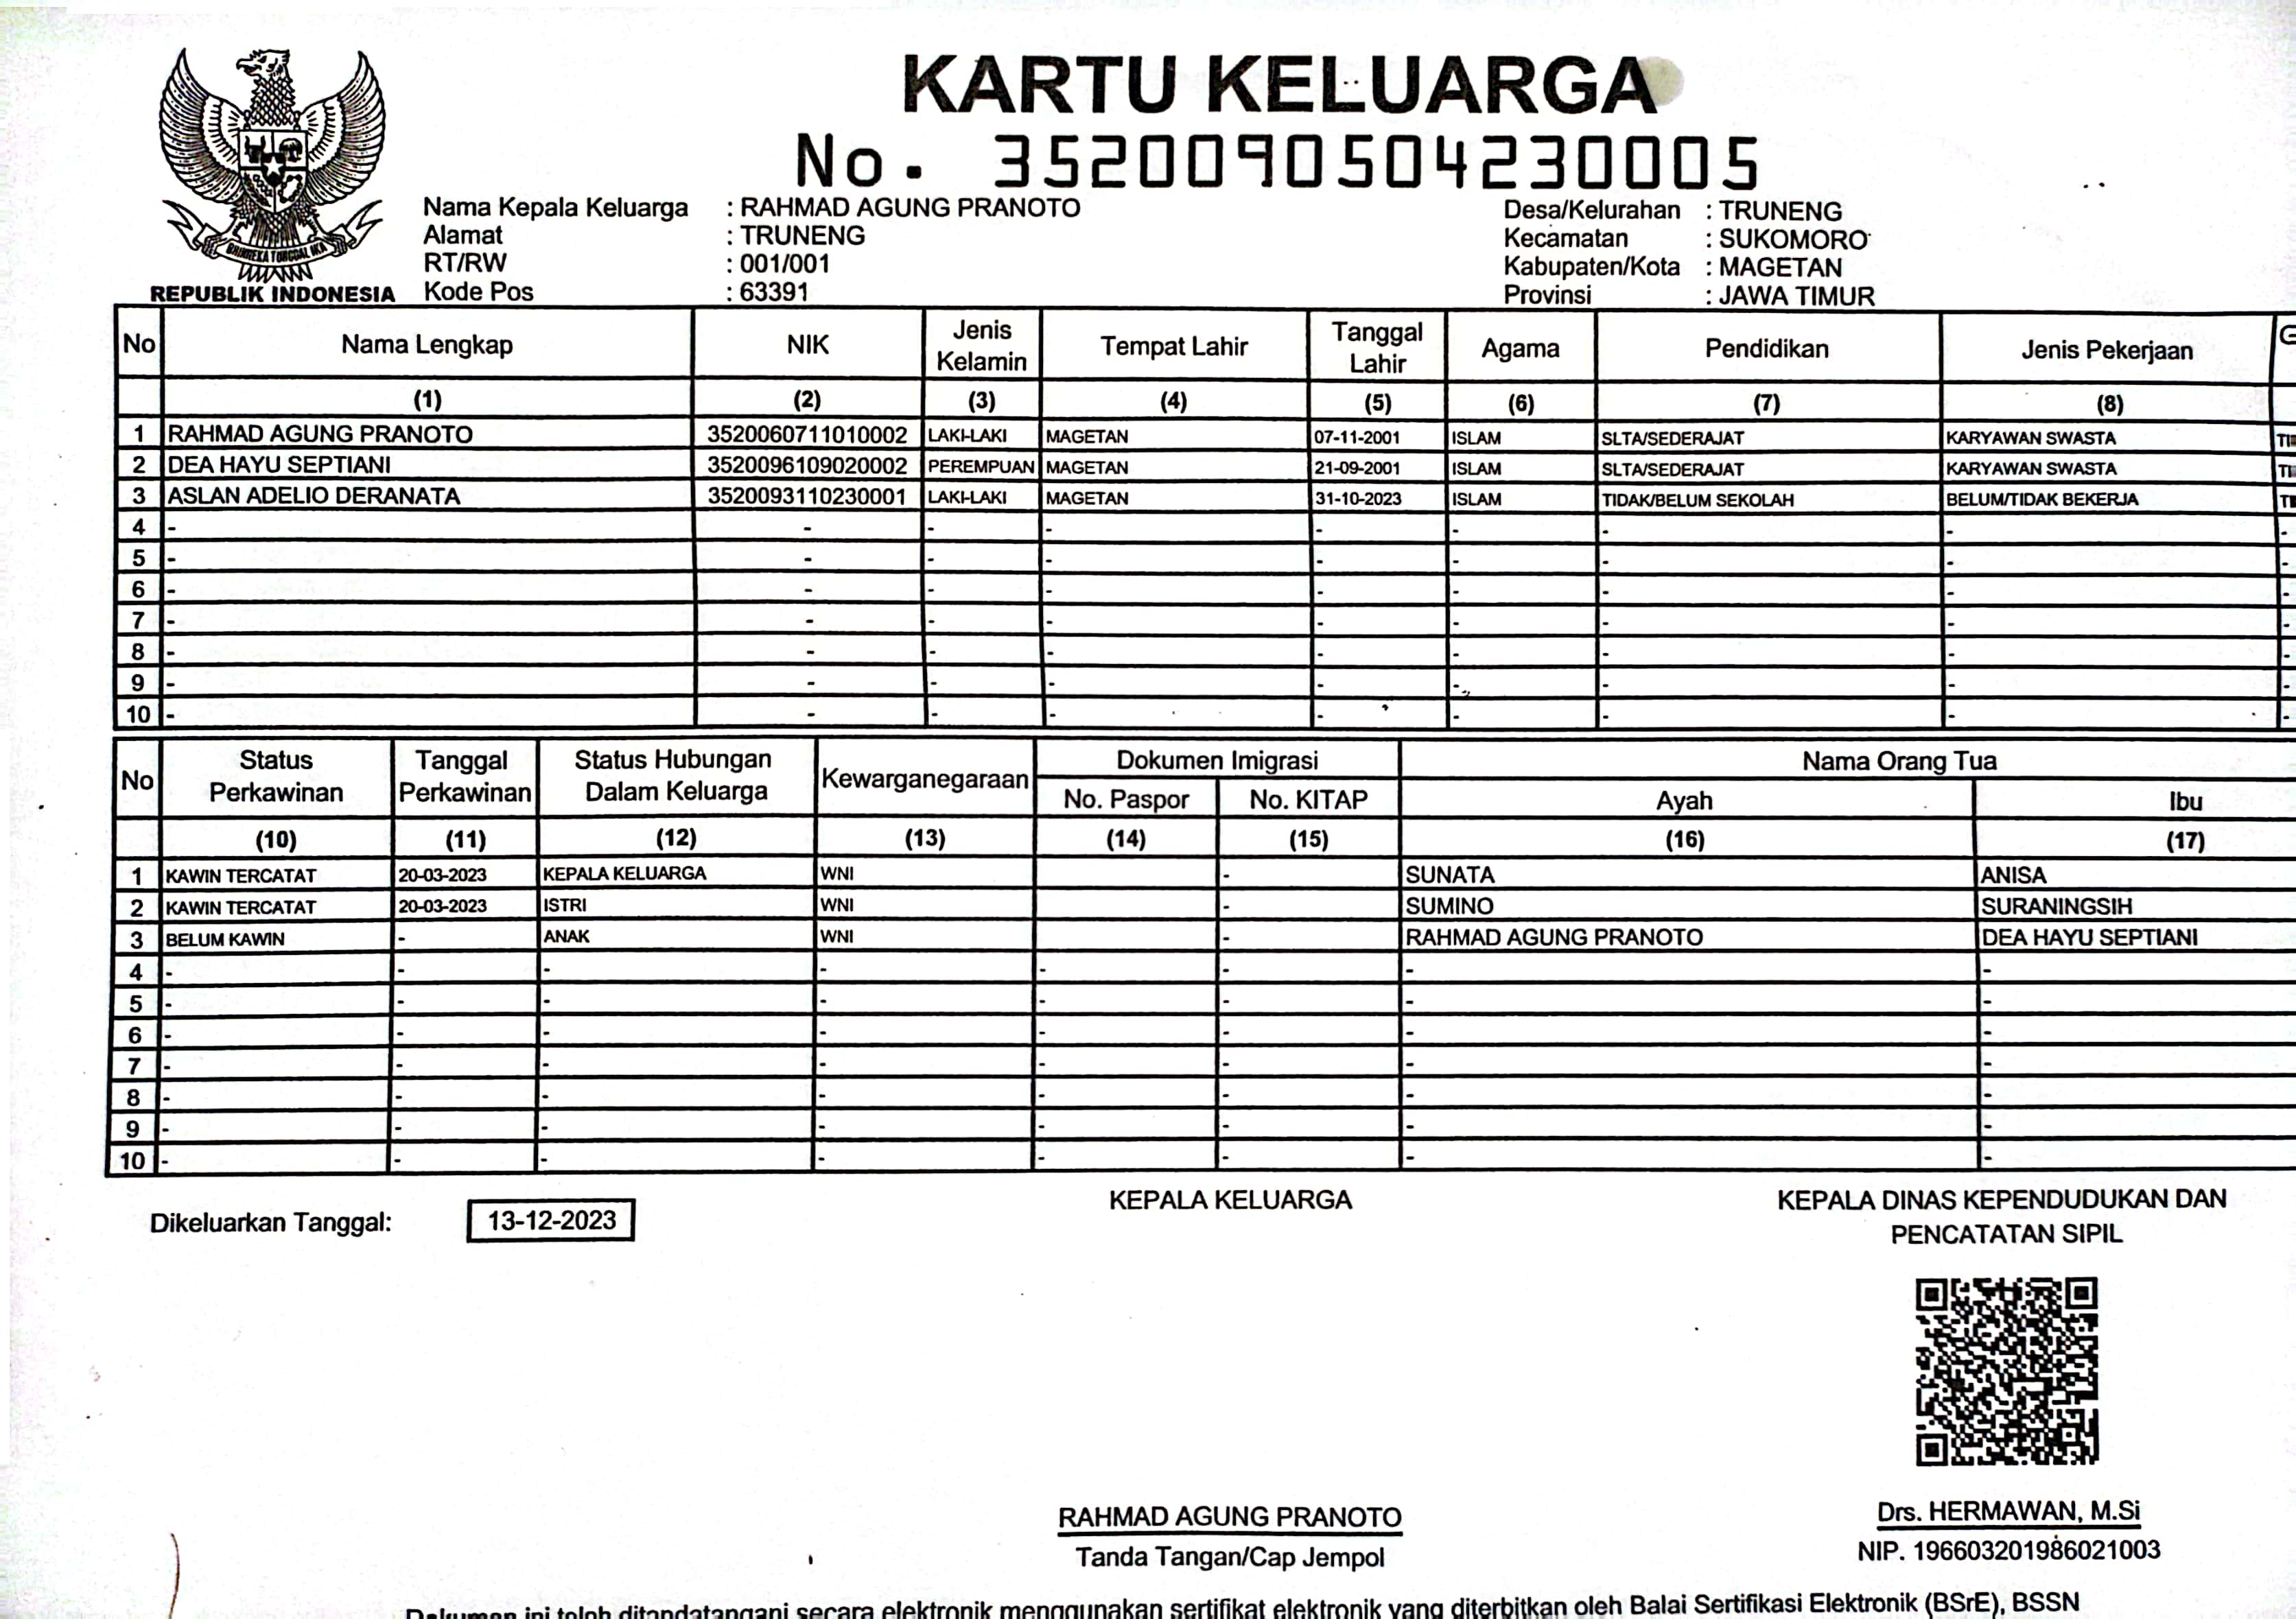 KARTU KELUARGA
No. 3520090504230005
Nama Kepala Keluarga : RAHMAD AGUNG PRANOTO
Alamat : TRUNENG
RT/RW : 001/001
Kode Pos : 63391
Desa/Kelurahan : TRUNENG
Kecamatan : SUKOMORO
Kabupaten/Kota : MAGETAN
Provinsi : JAWA TIMUR
BHINNEKA TUNGGAL IKA
REPUBLIK INDONESIA
No Nama Lengkap NIK Jenis Kelamin Tempat Lahir Tanggal Lahir Agama Pendidikan Jenis Pekerjaan
(1) (2) (3) (4) (5) (6) (7) (8)
1 RAHMAD AGUNG PRANOTO 3520060711010002 LAKI-LAKI MAGETAN 07-11-2001 ISLAM SLTA/SEDERAJAT KARYAWAN SWASTA
2 DEA HAYU SEPTIANI 3520096109020002 PEREMPUAN MAGETAN 21-09-2001 ISLAM SLTA/SEDERAJAT KARYAWAN SWASTA
3 ASLAN ADELIO DERANATA 3520093110230001 LAKI-LAKI MAGETAN 31-10-2023 ISLAM TIDAK/BELUM SEKOLAH BELUM/TIDAK BEKERJA
4 - - - - - - - - -
5 - - - - - - - - -
6 - - - - - - - - -
7 - - - - - - - - -
8 - - - - - - - - -
9 - - - - - - - - -
10 - - - - - - - - -
No Status Perkawinan Tanggal Perkawinan Status Hubungan Dalam Keluarga Kewarganegaraan Dokumen Imigrasi Nama Orang Tua
No. Paspor No. KITAP Ayah Ibu
(10) (11) (12) (13) (14) (15) (16) (17)
1 KAWIN TERCATAT 20-03-2023 KEPALA KELUARGA WNI - SUNATA ANISA
2 KAWIN TERCATAT 20-03-2023 ISTRI WNI - SUMINO SURANINGSIH
3 BELUM KAWIN - ANAK WNI - RAHMAD AGUNG PRANOTO DEA HAYU SEPTIANI
4 - - - - - - - -
5 - - - - - - - -
6 - - - - - - - -
7 - - - - - - - -
8 - - - - - - - -
9 - - - - - - - -
10 - - - - - - - -
Dikeluarkan Tanggal: 13-12-2023
KEPALA KELUARGA
RAHMAD AGUNG PRANOTO
Tanda Tangan/Cap Jempol
KEPALA DINAS KEPENDUDUKAN DAN
PENCATATAN SIPIL
Drs. HERMAWAN, M.Si
NIP. 196603201986021003
Dokumen ini telah ditandatangani secara elektronik menggunakan sertifikat elektronik yang diterbitkan oleh Balai Sertifikasi Elektronik (BSrE), BSSN